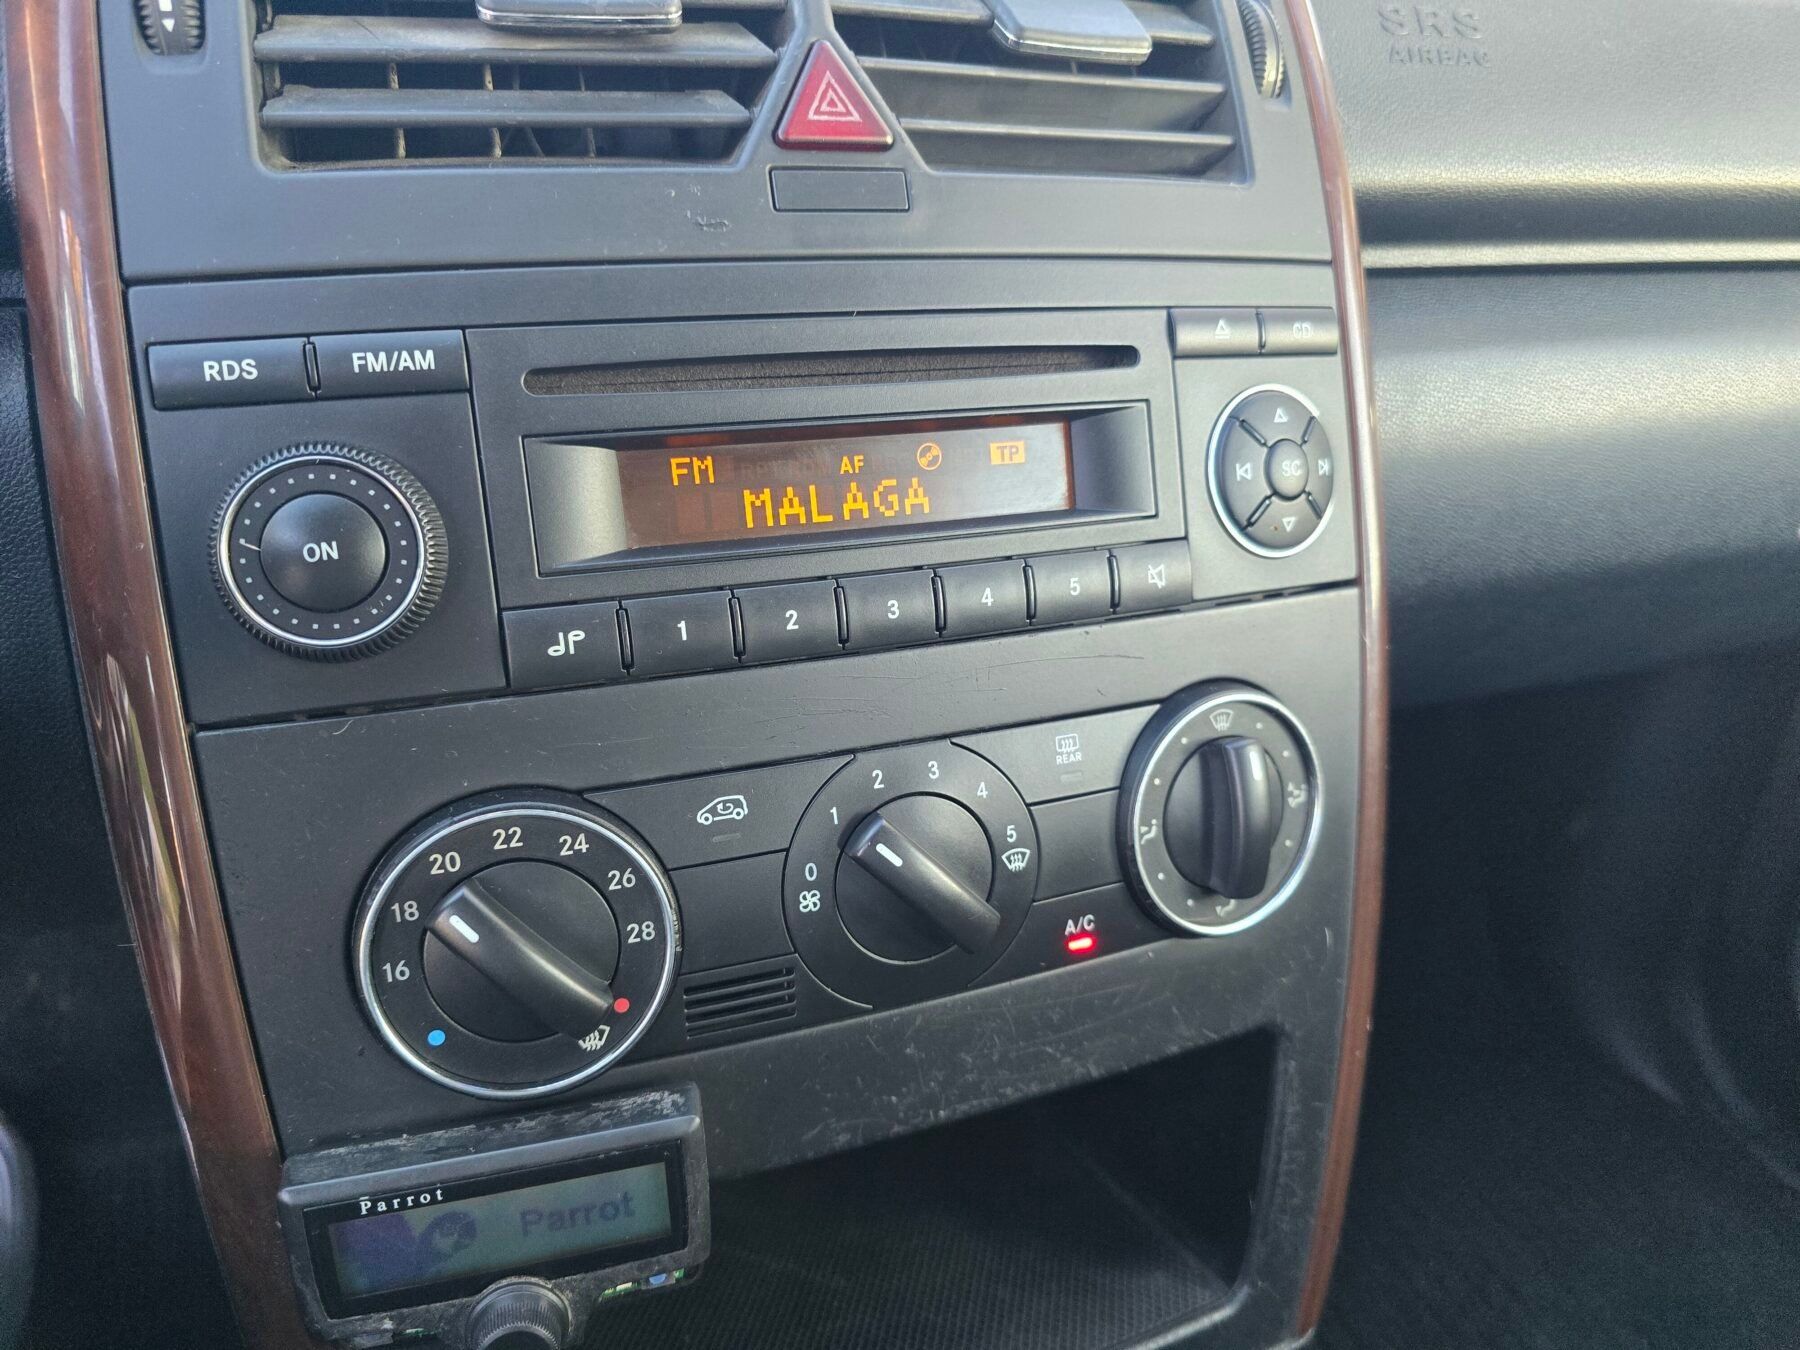 SRS
AIRBAG
RDS
FM/AM
CD
FM
AF
TP
MALAGA
ON
SC
1
2
3
4
5
REAR
0
1
2
3
4
5
16
18
20
22
24
26
28
A/C
Parrot
Parrot